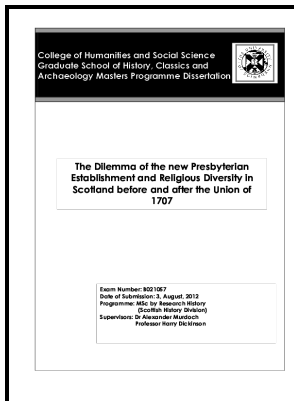 College of Humanities and Social Science
Graduate School of History, Classics and
Archaeology Masters Programme Dissertation
The Dilemma of the new Presbyterian
Establishment and Religious Diversity in
Scotland before and after the Union of
1707
Exam Number: B021057
Date of Submission: 3, August, 2012
Programme: MSc by Research History
(Scottish History Division)
Supervisors: Dr Alexander Murdoch
Professor Harry Dickinson